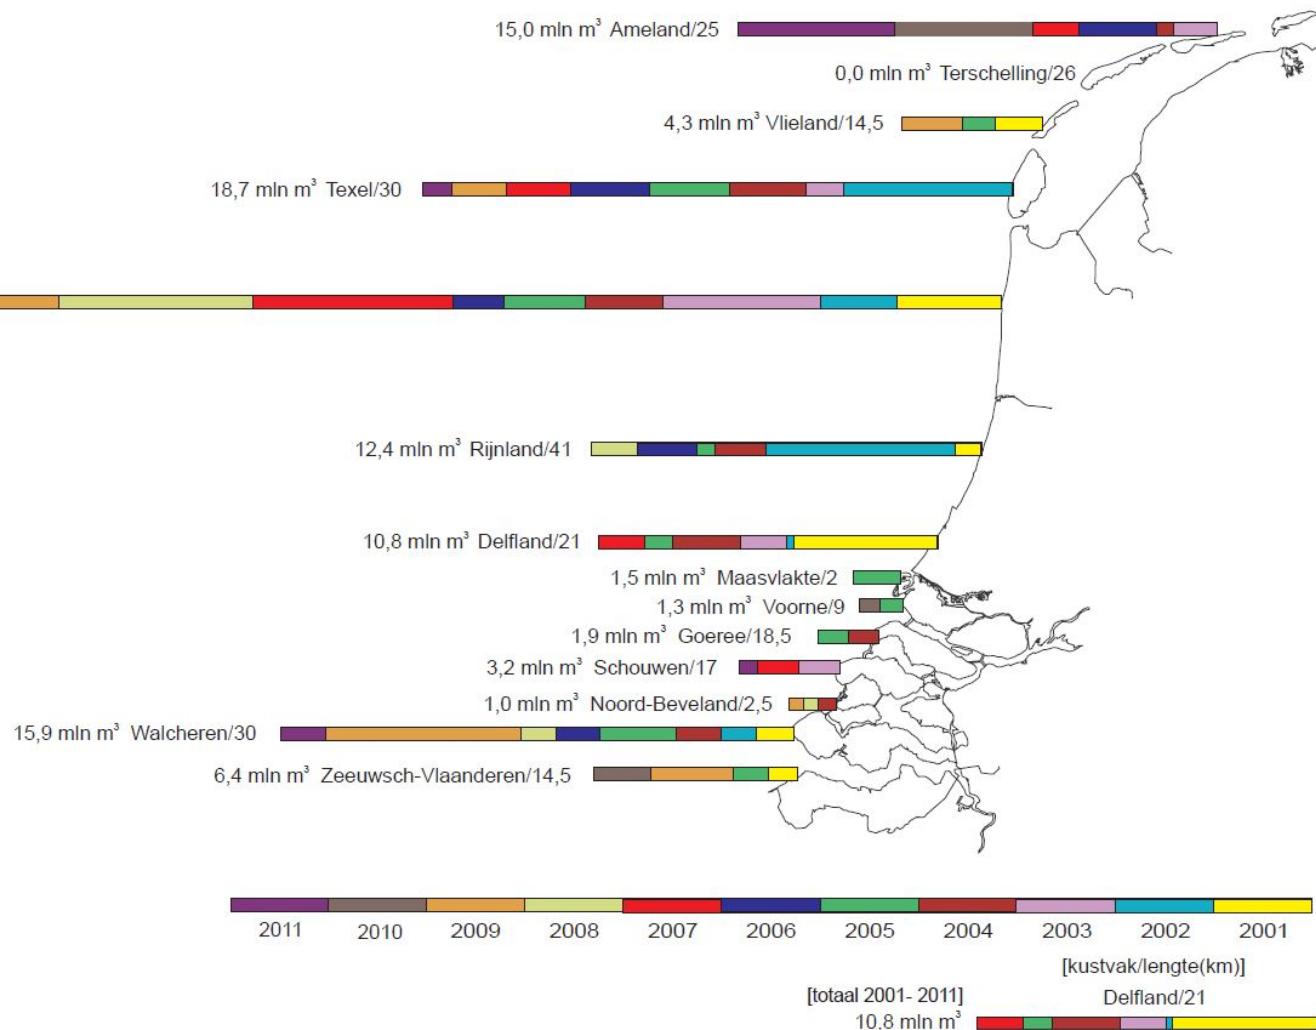 15,0 mln m³ Ameland/25
0,0 mln m³ Terschelling/26
4,3 mln m³ Vlieland/14,5
18,7 mln m³ Texel/30
12,4 mln m³ Rijnland/41
10,8 mln m³ Delfland/21
1,5 mln m³ Maasvlakte/2
1,3 mln m³ Voorne/9
1,9 mln m³ Goeree/18,5
3,2 mln m³ Schouwen/17
1,0 mln m³ Noord-Beveland/2,5
15,9 mln m³ Walcheren/30
6,4 mln m³ Zeeuwsch-Vlaanderen/14,5
2011 2010 2009 2008 2007 2006 2005 2004 2003 2002 2001
[kustvak/lengte(km)]
[totaal 2001- 2011] Delfland/21
10,8 mln m³